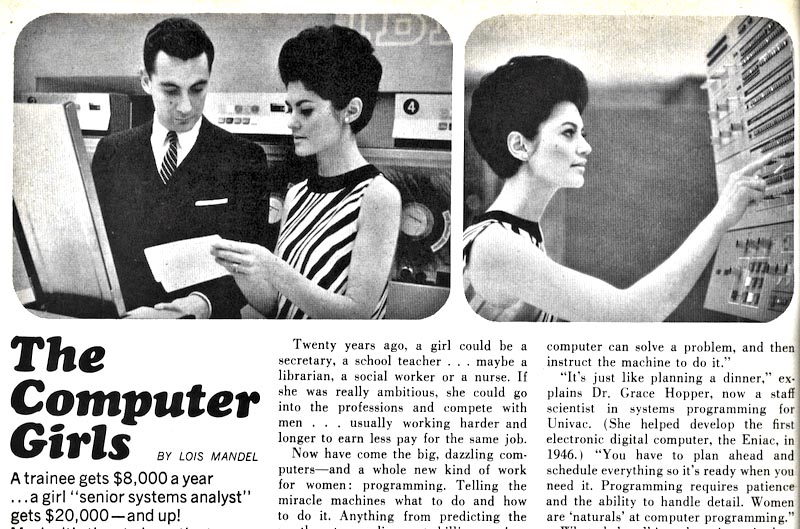 4
The
Computer
Girls
BY LOIS MANDEL
A trainee gets $8,000 a year
...a girl "senior systems analyst"
gets $20,000—and up!
Twenty years ago, a girl could be a
secretary, a school teacher . . . maybe a
librarian, a social worker or a nurse. If
she was really ambitious, she could go
into the professions and compete with
men . . . usually working harder and
longer to earn less pay for the same job.
Now have come the big, dazzling com-
puters—and a whole new kind of work
for women: programming. Telling the
miracle machines what to do and how
to do it. Anything from predicting the
computer can solve a problem, and then
instruct the machine to do it."
"It's just like planning a dinner," ex-
plains Dr. Grace Hopper, now a staff
scientist in systems programming for
Univac. (She helped develop the first
electronic digital computer, the Eniac, in
1946.) "You have to plan ahead and
schedule everything so it's ready when you
need it. Programming requires patience
and the ability to handle detail. Women
are 'naturals' at computer programming."